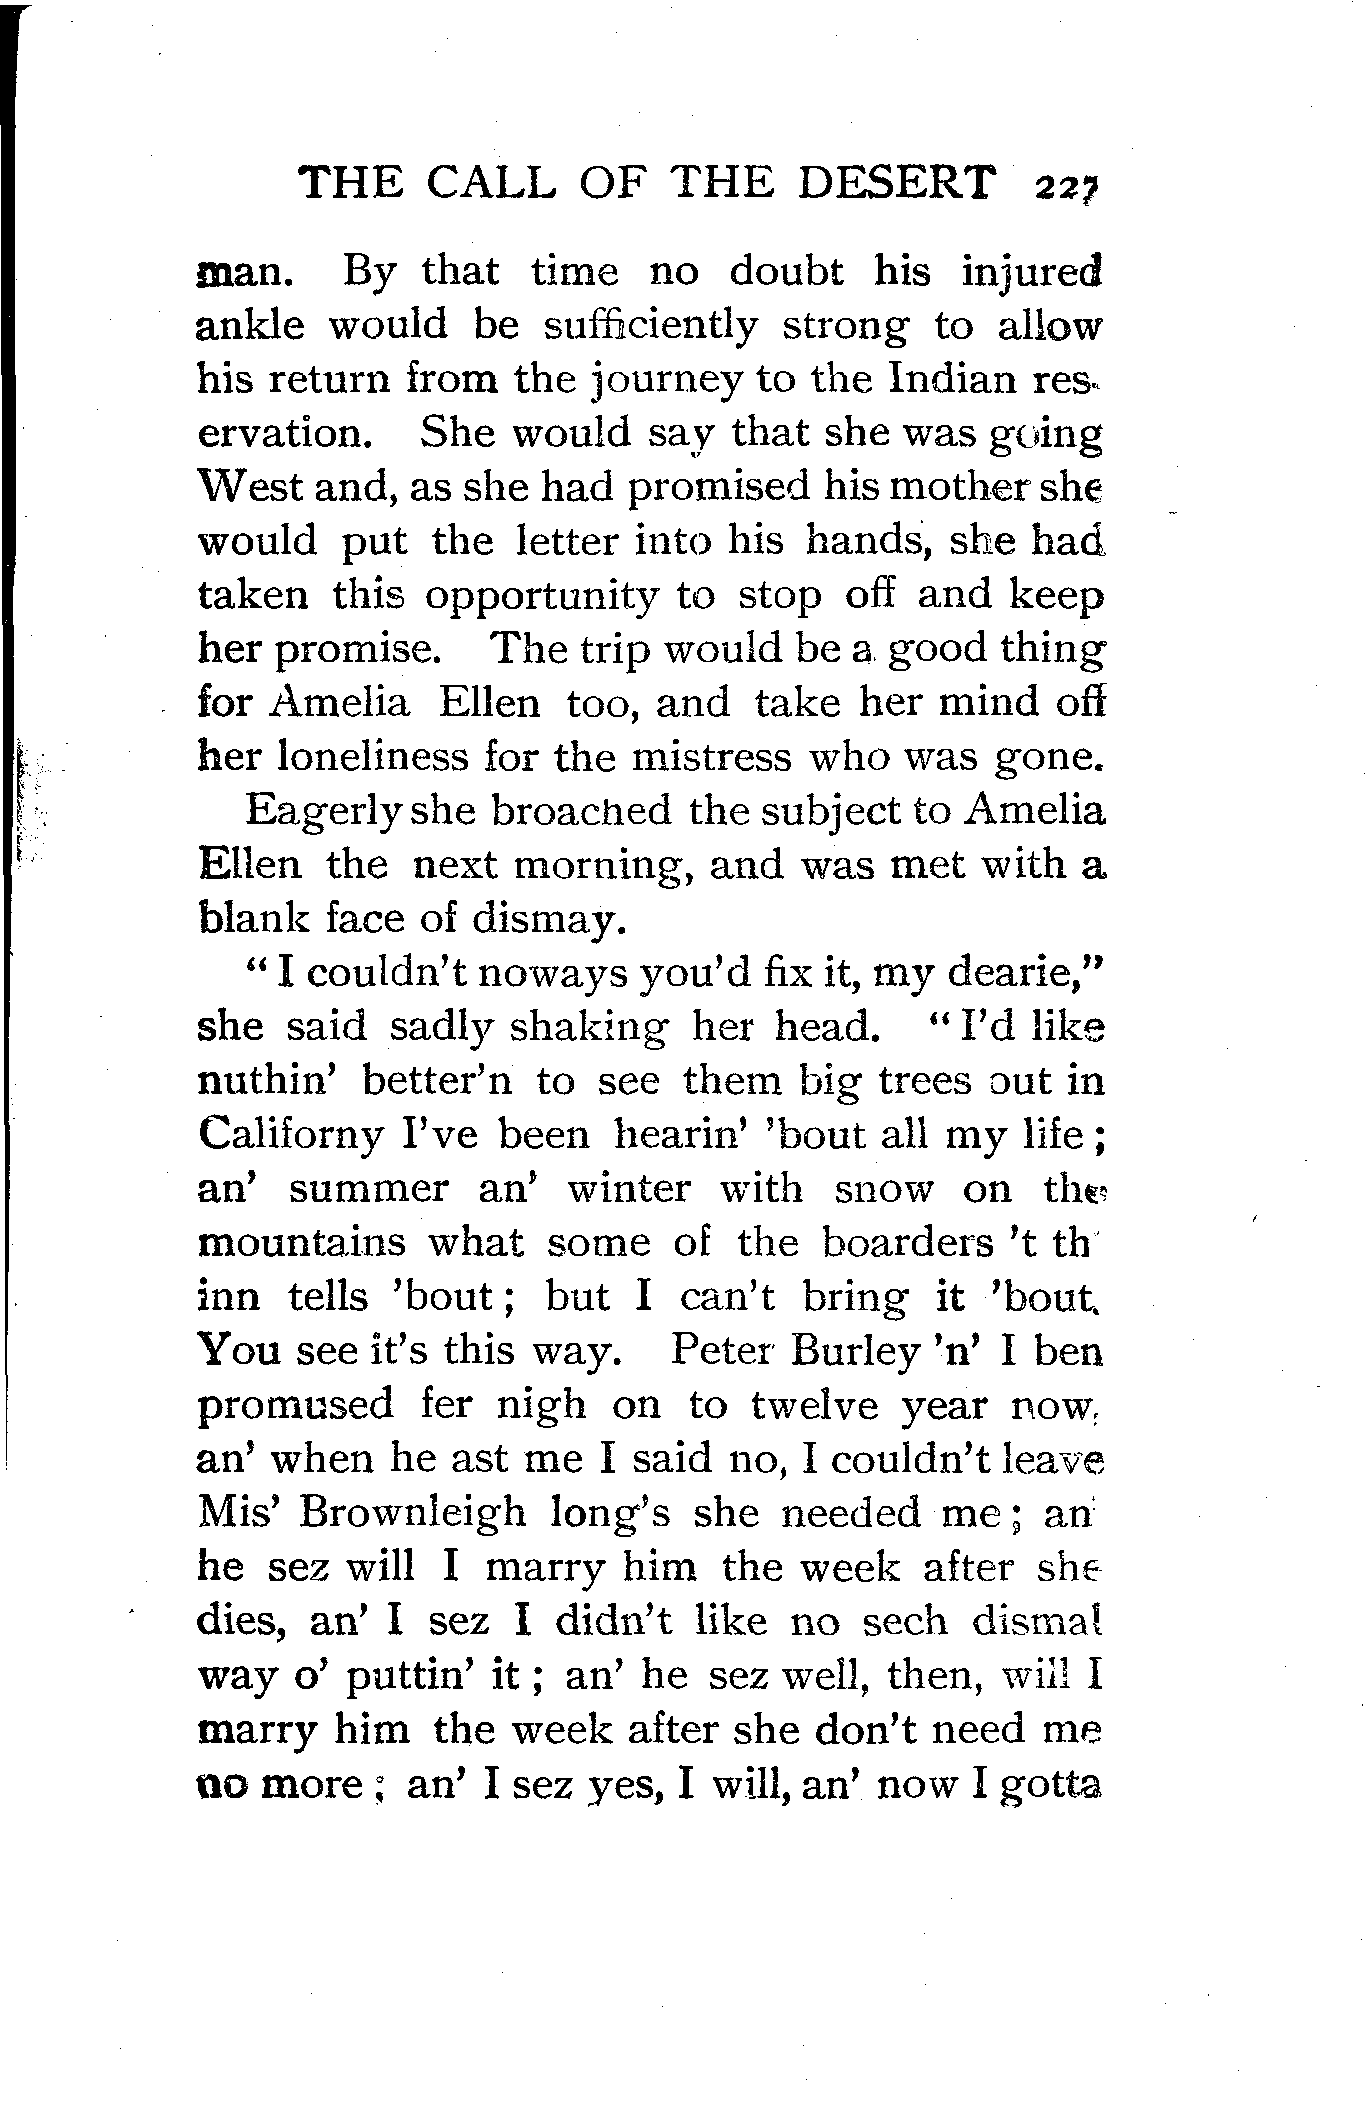 THE CALL OF THE DESERT 227
man. By that time no doubt his injured
ankle would be sufficiently strong to allow
his return from the journey to the Indian res-
ervation. She would say that she was going
West and, as she had promised his mother she
would put the letter into his hands, she had
taken this opportunity to stop off and keep
her promise. The trip would be a good thing
for Amelia Ellen too, and take her mind off
her loneliness for the mistress who was gone.
Eagerly she broached the subject to Amelia
Ellen the next morning, and was met with a
blank face of dismay.
“ I couldn’t noways you’d fix it, my dearie,”
she said sadly shaking her head. “ I’d like
nuthin’ better’n to see them big trees out in
Californy I’ve been hearin’ ’bout all my life ;
an’ summer an’ winter with snow on the
mountains what some of the boarders ’t th’
inn tells ’bout ; but I can’t bring it ’bout.
You see it’s this way. Peter Burley ’n’ I ben
promused fer nigh on to twelve year now,
an’ when he ast me I said no, I couldn’t leave
Mis’ Brownleigh long’s she needed me ; an’
he sez will I marry him the week after she
dies, an’ I sez I didn’t like no sech dismal
way o’ puttin’ it ; an’ he sez well, then, will I
marry him the week after she don’t need me
no more ; an’ I sez yes, I will, an’ now I gotta